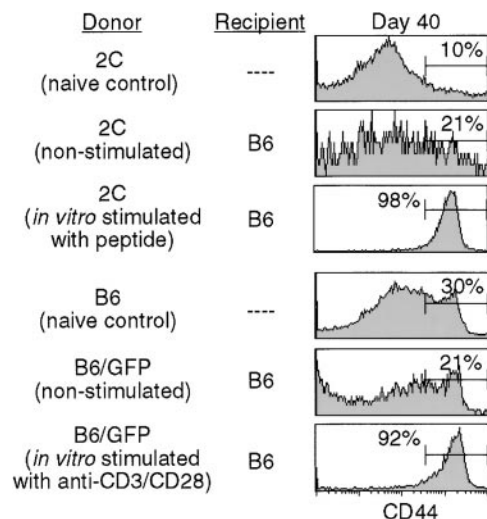 Donor Recipient Day 40
2C
(naive control)
----
10%
2C
(non-stimulated)
B6
21%
2C
(in vitro stimulated
with peptide)
B6
98%
B6
(naive control)
----
30%
B6/GFP
(non-stimulated)
B6
21%
B6/GFP
(in vitro stimulated
with anti-CD3/CD28)
B6
92%
CD44